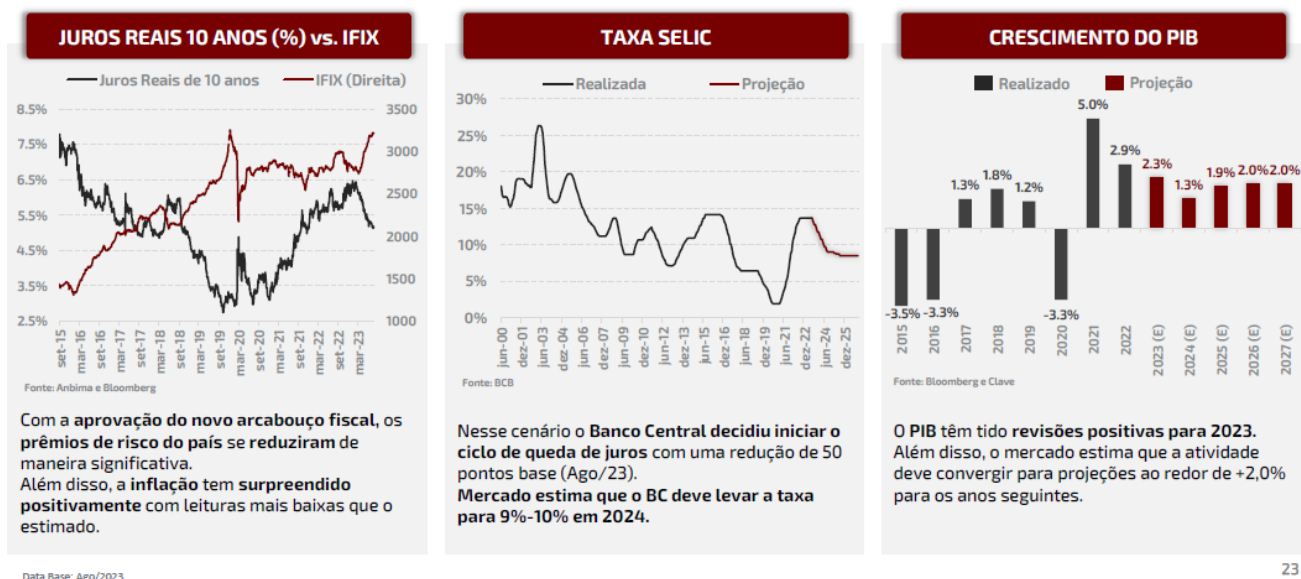 JUROS REAIS 10 ANOS (%) vs. IFIX
Juros Reais de 10 anos
IFIX (Direita)
8.5%
7.5%
6.5%
5.5%
4.5%
3.5%
2.5%
3500
3000
2500
2000
1500
1000
set-15
mar-16
set-16
mar-17
set-17
mar-18
set-18
mar-19
set-19
mar-20
set-20
mar-21
set-21
mar-22
set-22
mar-23
Fonte: Anbima e Bloomberg
Com a aprovação do novo arcabouço fiscal, os
prêmios de risco do país se reduziram de
maneira significativa.
Além disso, a inflação tem surpreendido
positivamente com leituras mais baixas que o
estimado.
TAXA SELIC
Realizada
Projeção
30%
25%
20%
15%
10%
5%
0%
jun-00
dez-01
jun-03
dez-04
jun-06
dez-07
jun-09
dez-10
jun-12
dez-13
jun-15
dez-16
jun-18
dez-19
jun-21
dez-22
jun-24
dez-25
Fonte: BCB
Nesse cenário o Banco Central decidiu iniciar o
ciclo de queda de juros com uma redução de 50
pontos base (Ago/23).
Mercado estima que o BC deve levar a taxa
para 9%-10% em 2024.
CRESCIMENTO DO PIB
Realizado
Projeção
-3.5%
-3.3%
1.3%
1.8%
1.2%
-3.3%
5.0%
2.9%
2.3%
1.3%
1.9%
2.0%
2.0%
2015
2016
2017
2018
2019
2020
2021
2022
2023 (E)
2024 (E)
2025 (E)
2026 (E)
2027 (E)
Fonte: Bloomberg e Clave
O PIB têm tido revisões positivas para 2023.
Além disso, o mercado estima que a atividade
deve convergir para projeções ao redor de +2,0%
para os anos seguintes.
Data Base: Ago/2023
23